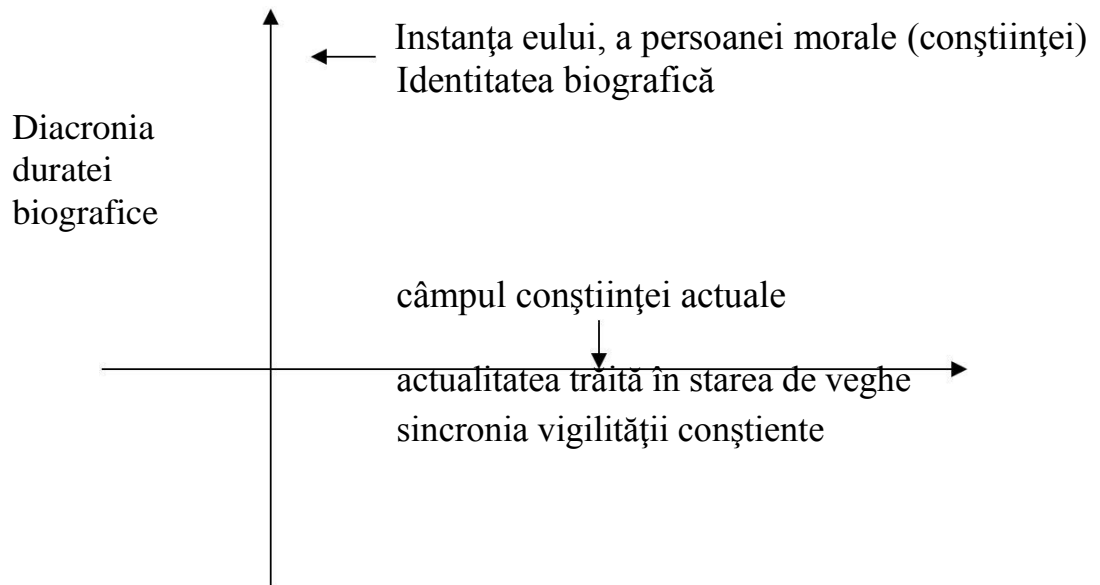 Instanţa eului, a persoanei morale (conştiinţei)
Identitatea biografică
Diacronia
duratei
biografice
câmpul conştiinţei actuale
actualitatea trăită în starea de veghe
sincronia vigilităţii conştiente